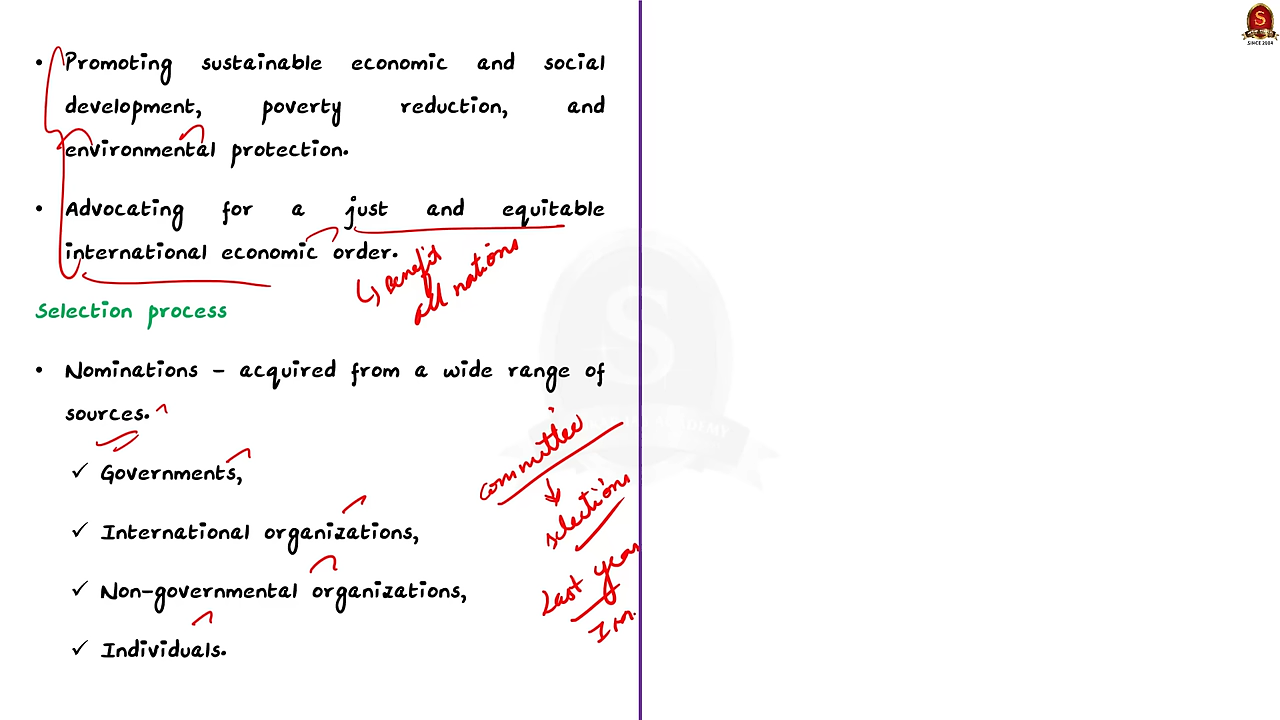 • Promoting sustainable economic and social
development, poverty reduction, and
environmental protection.
• Advocating for a just and equitable
international economic order.
↳ Benefit
all nations
Selection process
• Nominations – acquired from a wide range of
sources.
✓ Governments,
✓ International organizations,
✓ Non-governmental organizations,
✓ Individuals.
committee
↓
selections
Last year
S
SINCE 2004
S